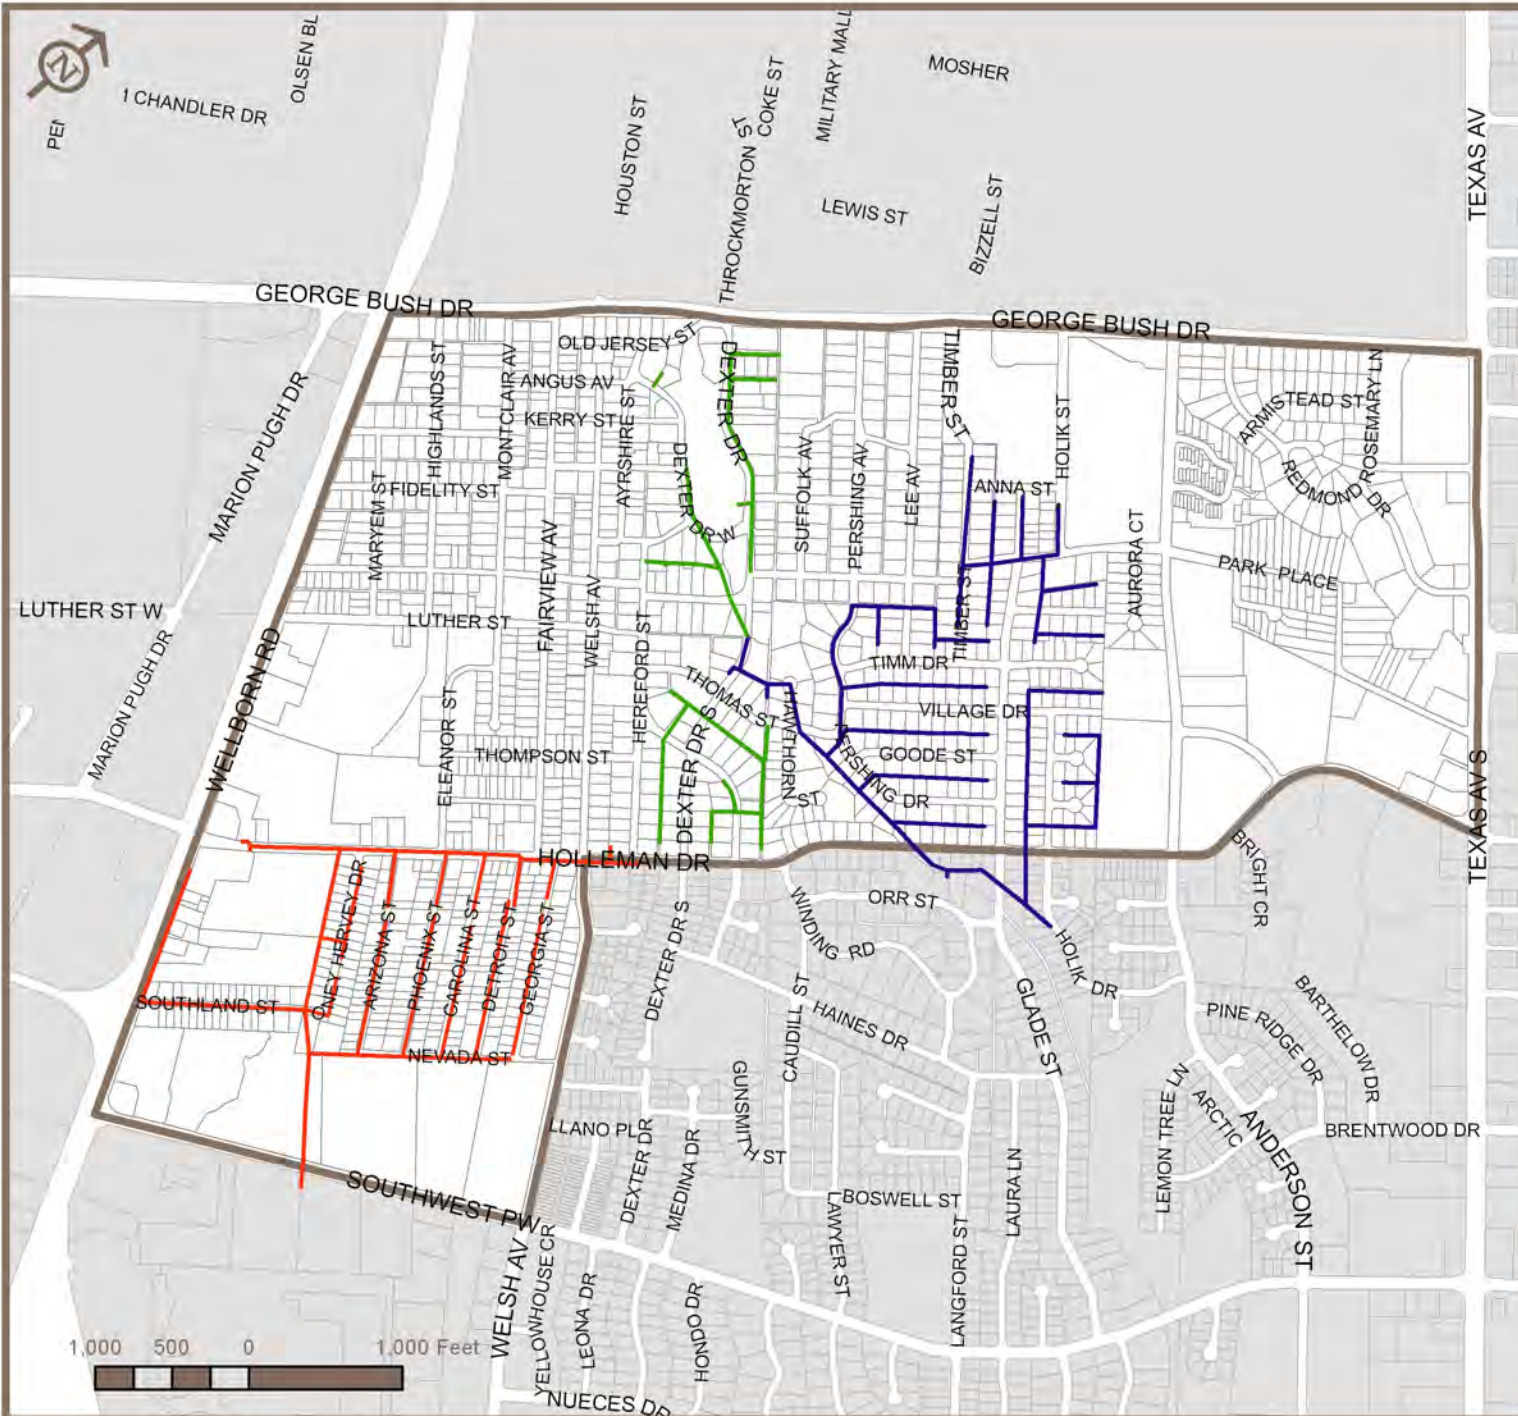 N
PEI
1 CHANDLER DR
OLSEN BL
HOUSTON ST
THROCKMORTON ST
COKE ST
MILITARY MALL
MOSHER
LEWIS ST
BIZZELL ST
TEXAS AV
GEORGE BUSH DR
GEORGE BUSH DR
OLD JERSEY ST
ANGUS AV
KERRY ST
HIGHLANDS ST
MONTCLAIR AV
AYRSHIRE ST
DEXTER DR
TIMBER ST
HOLIK ST
ARMISTEAD ST
ROSEMARY LN
REDMOND DR
MARION PUGH DR
MARYEM ST
FIDELITY ST
DEXTER DR W
SUFFOLK AV
PERSHING AV
LEE AV
ANNA ST
AURORA CT
PARK PLACE
FAIRVIEW AV
WELSH AV
LUTHER ST W
LUTHER ST
HEREFORD ST
TIMBER ST
TIMM DR
MARION PUGH DR
WELLBORN RD
ELEANOR ST
THOMAS ST
HAWTHORN ST
VILLAGE DR
THOMPSON ST
DEXTER DR S
PERSHING DR
GOODE ST
TEXAS AV S
HOLLEMAN DR
BRIGHT CR
ORR ST
WINDING RD
ONEY HERVEY DR
ARIZONA ST
PHOENIX ST
CAROLINA ST
DETROIT ST
GEORGIA ST
DEXTER DR S
HOLIK DR
SOUTHLAND ST
CAUDILL ST
HAINES DR
GLADE ST
PINE RIDGE DR
BARTHELOW DR
NEVADA ST
GUNSMITH ST
LEMON TREE LN
ARCTIC
ANDERSON ST
BRENTWOOD DR
LLANO PL
DEXTER DR
MEDINA DR
SOUTHWEST PW
LAWYER ST
BOSWELL ST
LANGFORD ST
LAURA LN
WELSH AV
YELLOWHOUSE CR
LEONA DR
HONDO DR
NUECES DR
1,000 500 0 1,000 Feet